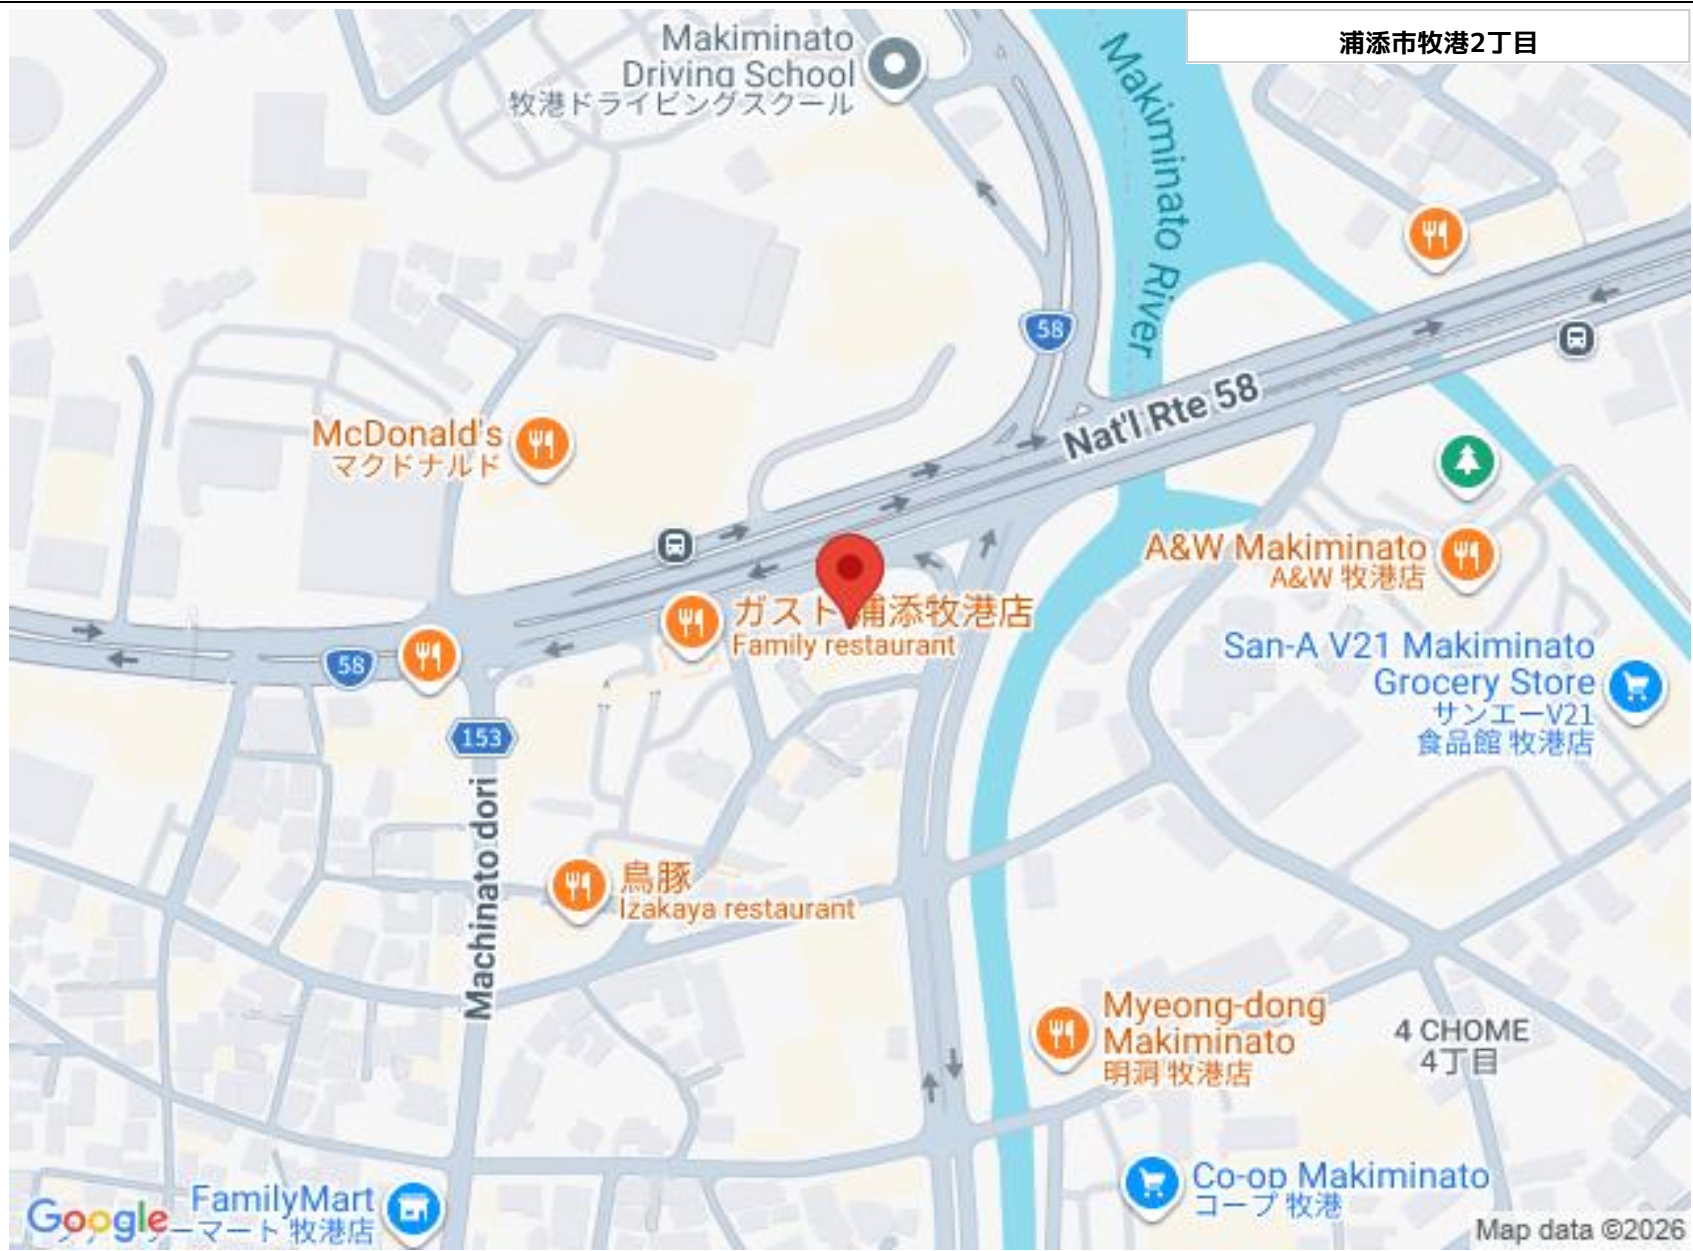 浦添市牧港2丁目
Makiminato
Driving School
牧港ドライビングスクール
Makiminato River
58
Nat'l Rte 58
McDonald's
マクドナルド
A&W Makiminato
A&W 牧港店
ガスト 浦添牧港店
Family restaurant
San-A V21 Makiminato
Grocery Store
サンエーV21
食品館 牧港店
58
153
Machinato dori
鳥豚
Izakaya restaurant
Myeong-dong
Makiminato
明洞 牧港店
4 CHOME
4丁目
Co-op Makiminato
コープ 牧港
FamilyMart
ーマート 牧港店
Google
Map data ©2026